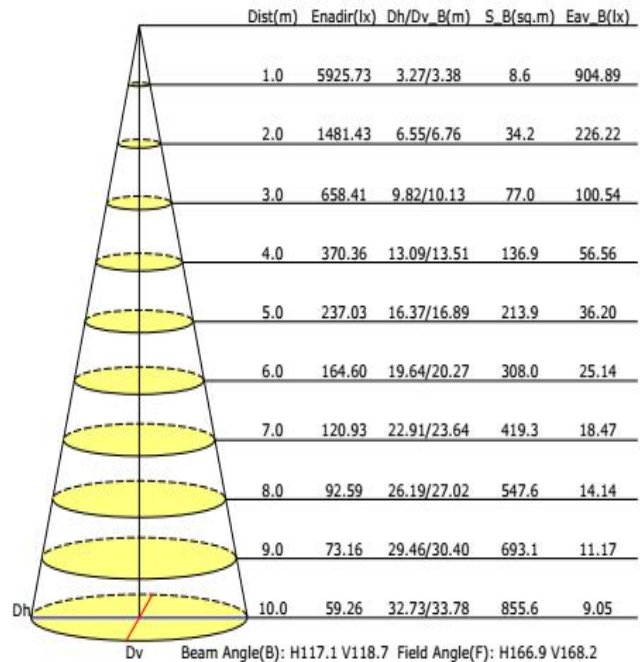 Dist(m) Enadir(lx) Dh/Dv_B(m) S_B(sq.m) Eav_B(lx)
1.0 5925.73 3.27/3.38 8.6 904.89
2.0 1481.43 6.55/6.76 34.2 226.22
3.0 658.41 9.82/10.13 77.0 100.54
4.0 370.36 13.09/13.51 136.9 56.56
5.0 237.03 16.37/16.89 213.9 36.20
6.0 164.60 19.64/20.27 308.0 25.14
7.0 120.93 22.91/23.64 419.3 18.47
8.0 92.59 26.19/27.02 547.6 14.14
9.0 73.16 29.46/30.40 693.1 11.17
Dh 10.0 59.26 32.73/33.78 855.6 9.05
Dv Beam Angle(B): H117.1 V118.7 Field Angle(F): H166.9 V168.2